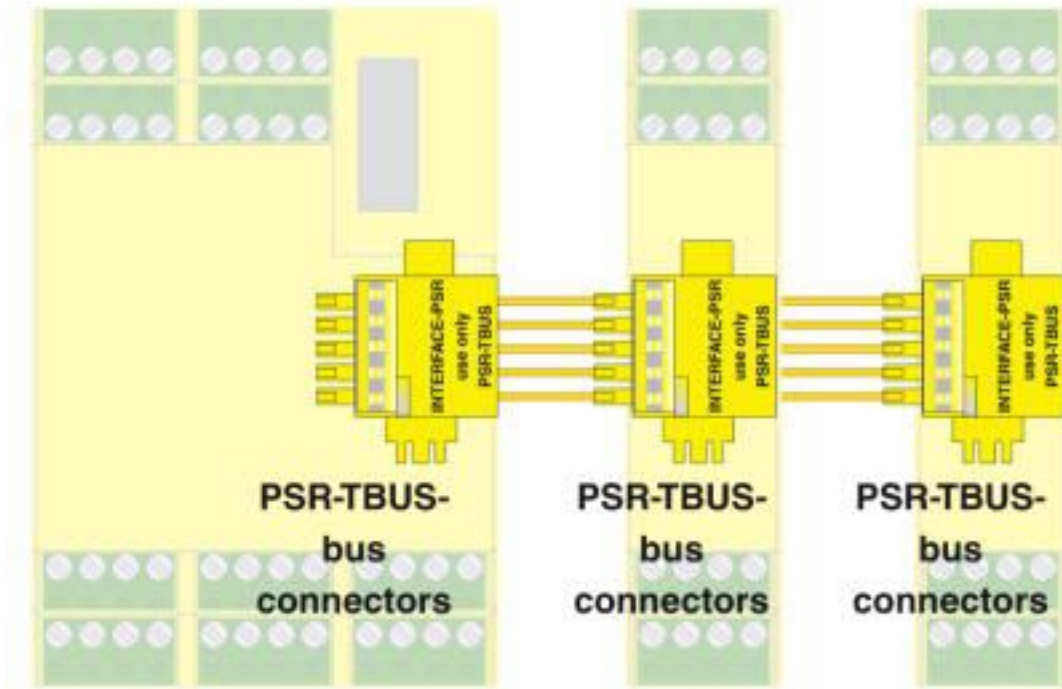 INTERFACE-PSR
use only
PSR-TBUS
INTERFACE-PSR
use only
PSR-TBUS
INTERFACE-PSR
use only
PSR-TBUS
PSR-TBUS-
bus
connectors
PSR-TBUS-
bus
connectors
PSR-TBUS-
bus
connectors